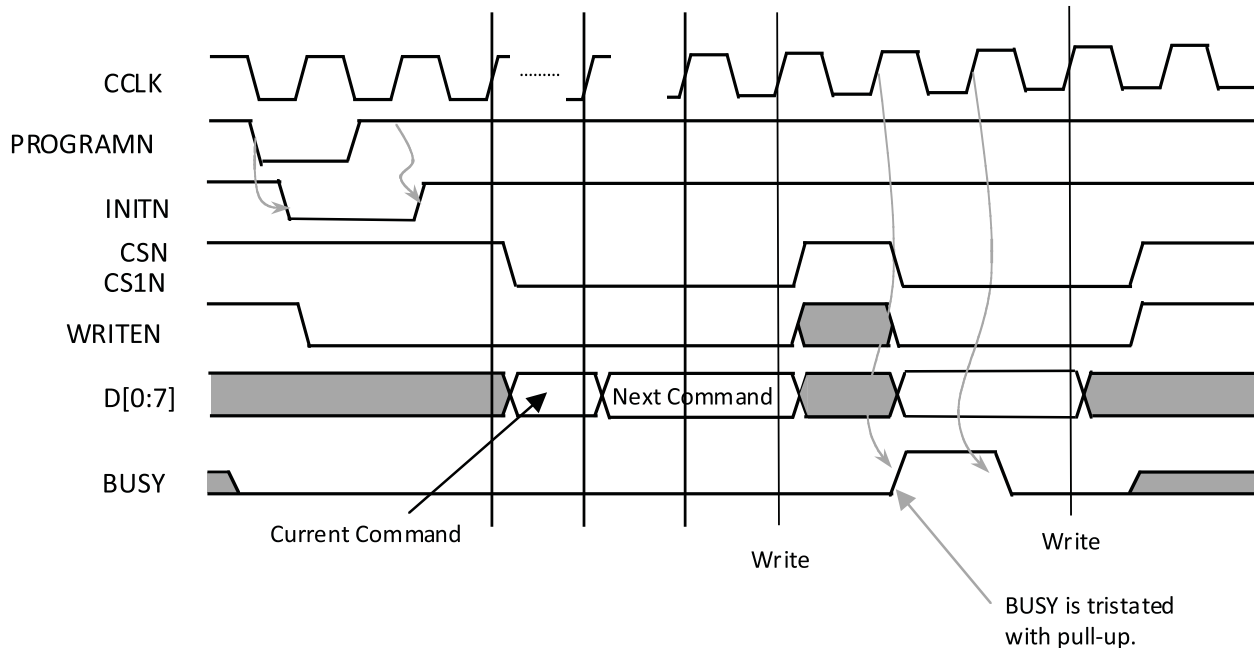 CCLK
.........
PROGRAMN
INITN
CSN
CS1N
WRITEN
D[0:7]
Next Command
BUSY
Current Command
Write
Write
BUSY is tristated
with pull-up.